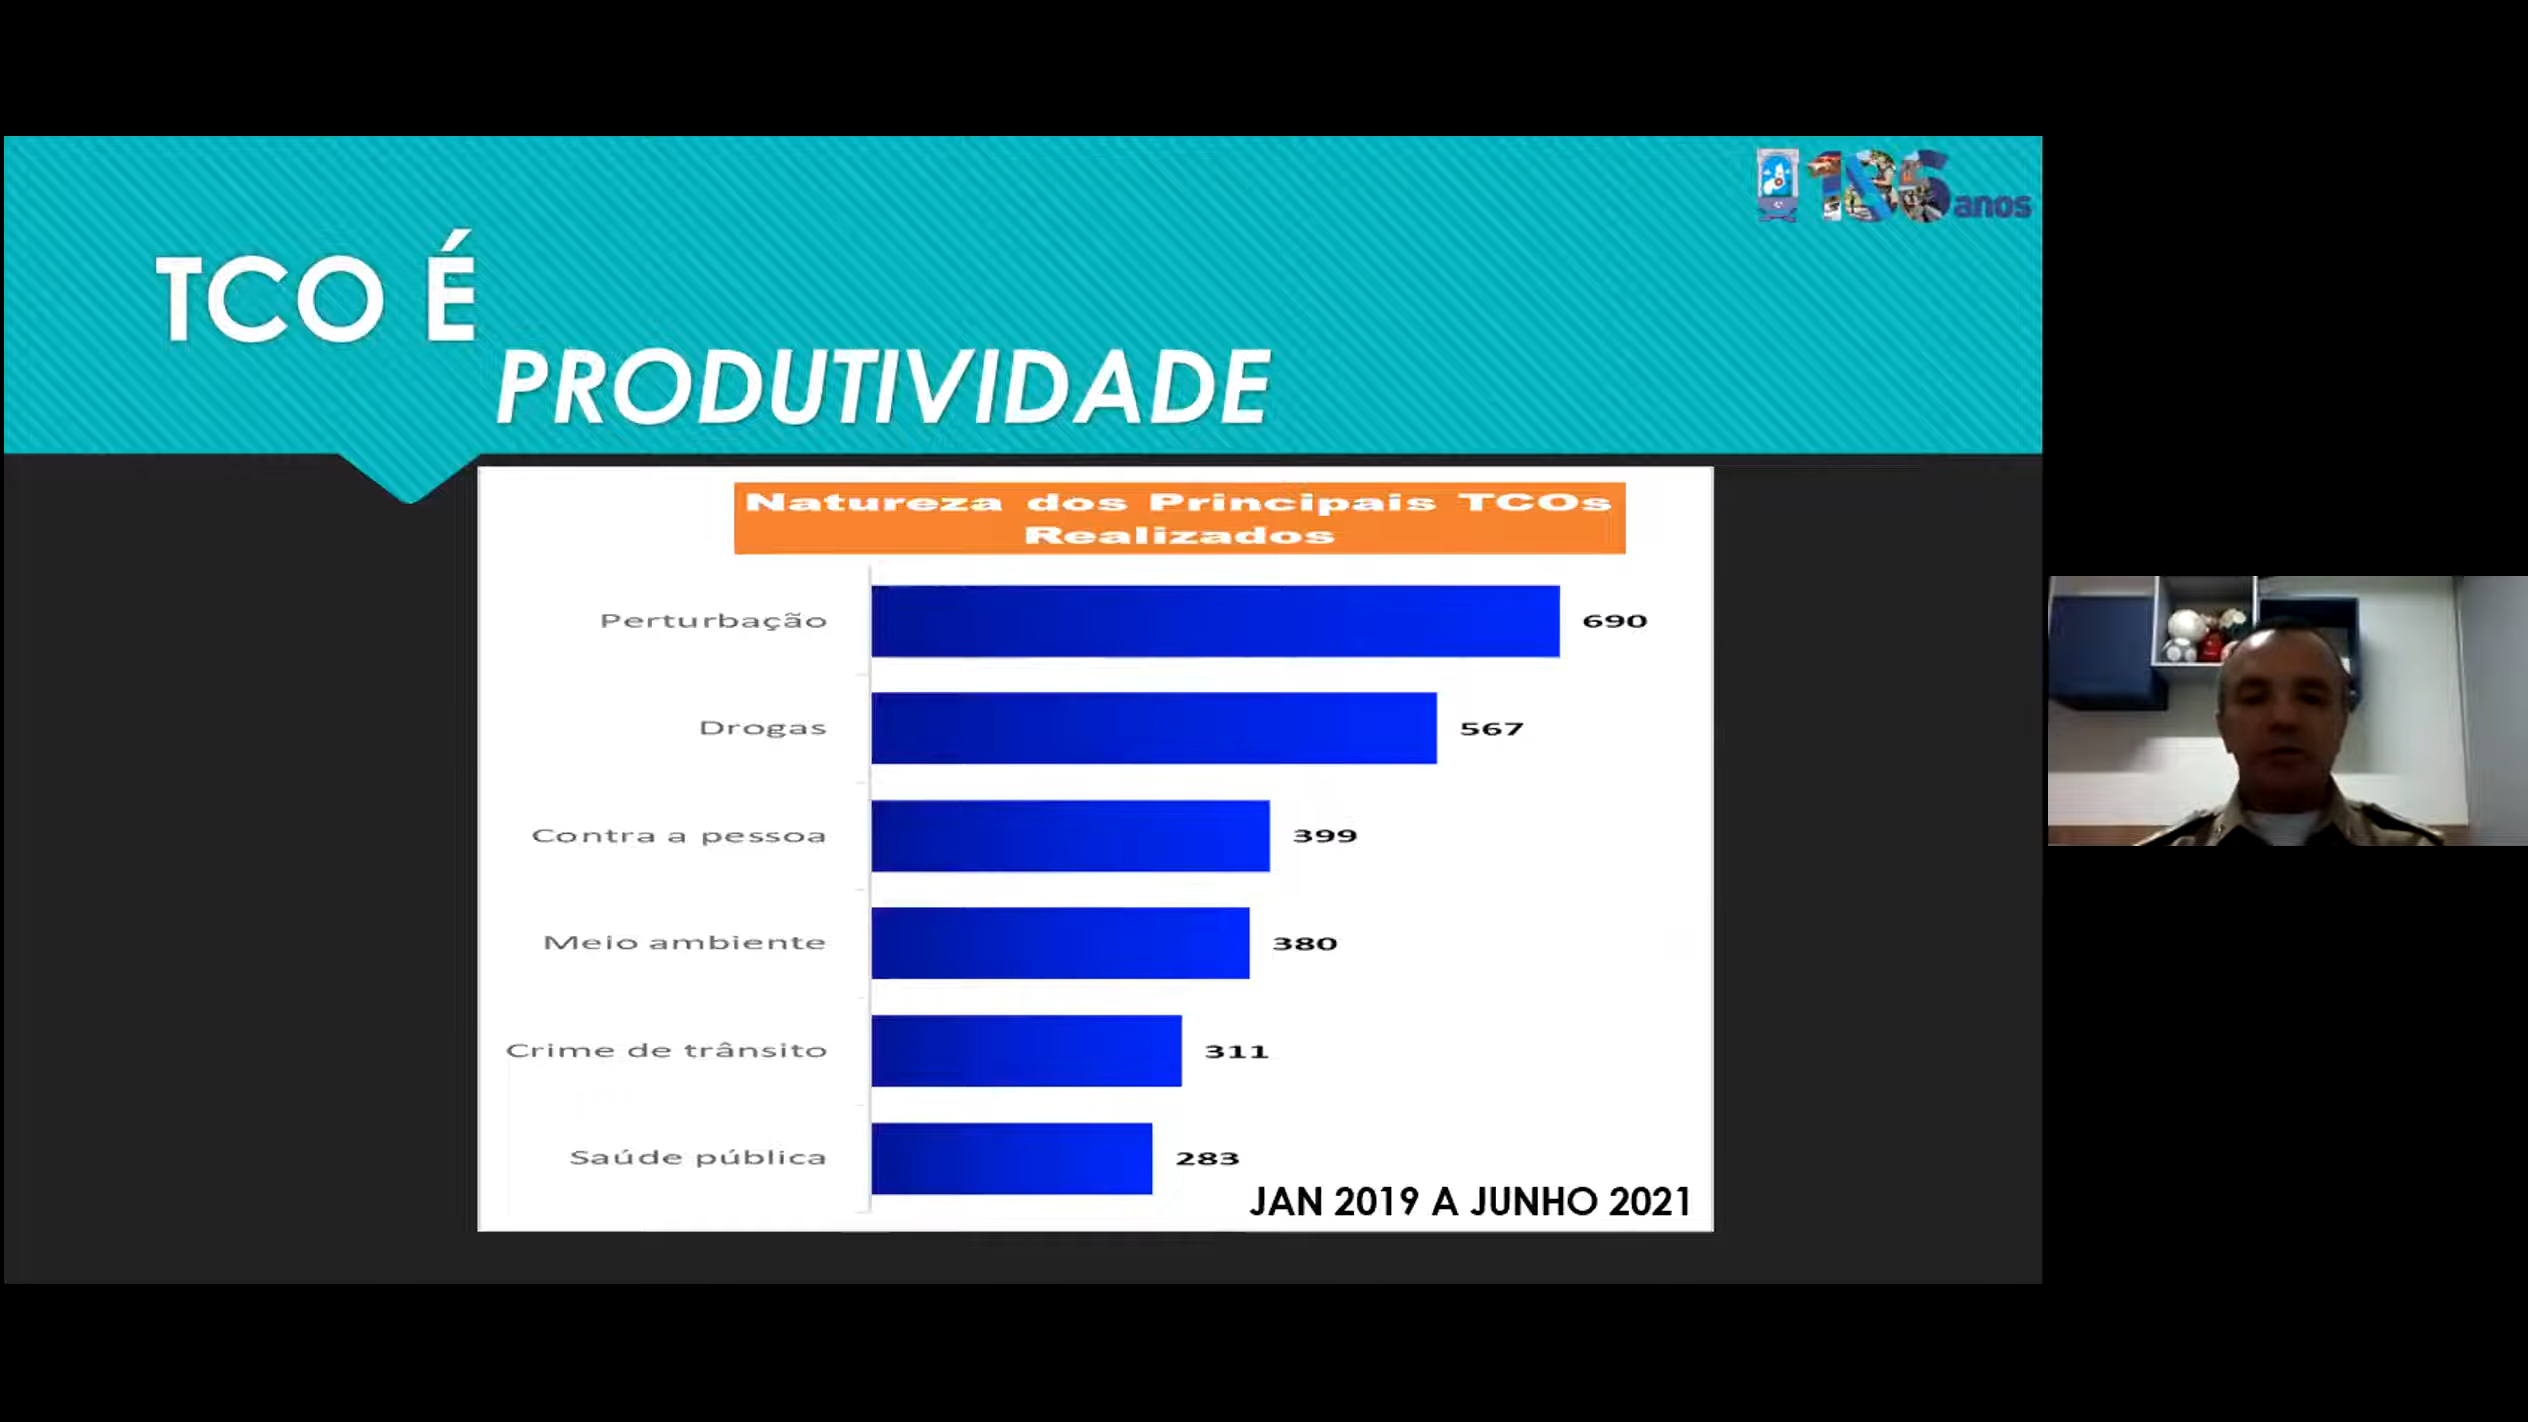 186anos
TCO É
PRODUTIVIDADE
Natureza dos Principais TCOs
Realizados
Perturbação 690
Drogas 567
Contra a pessoa 399
Meio ambiente 380
Crime de trânsito 311
Saúde pública 283
JAN 2019 A JUNHO 2021